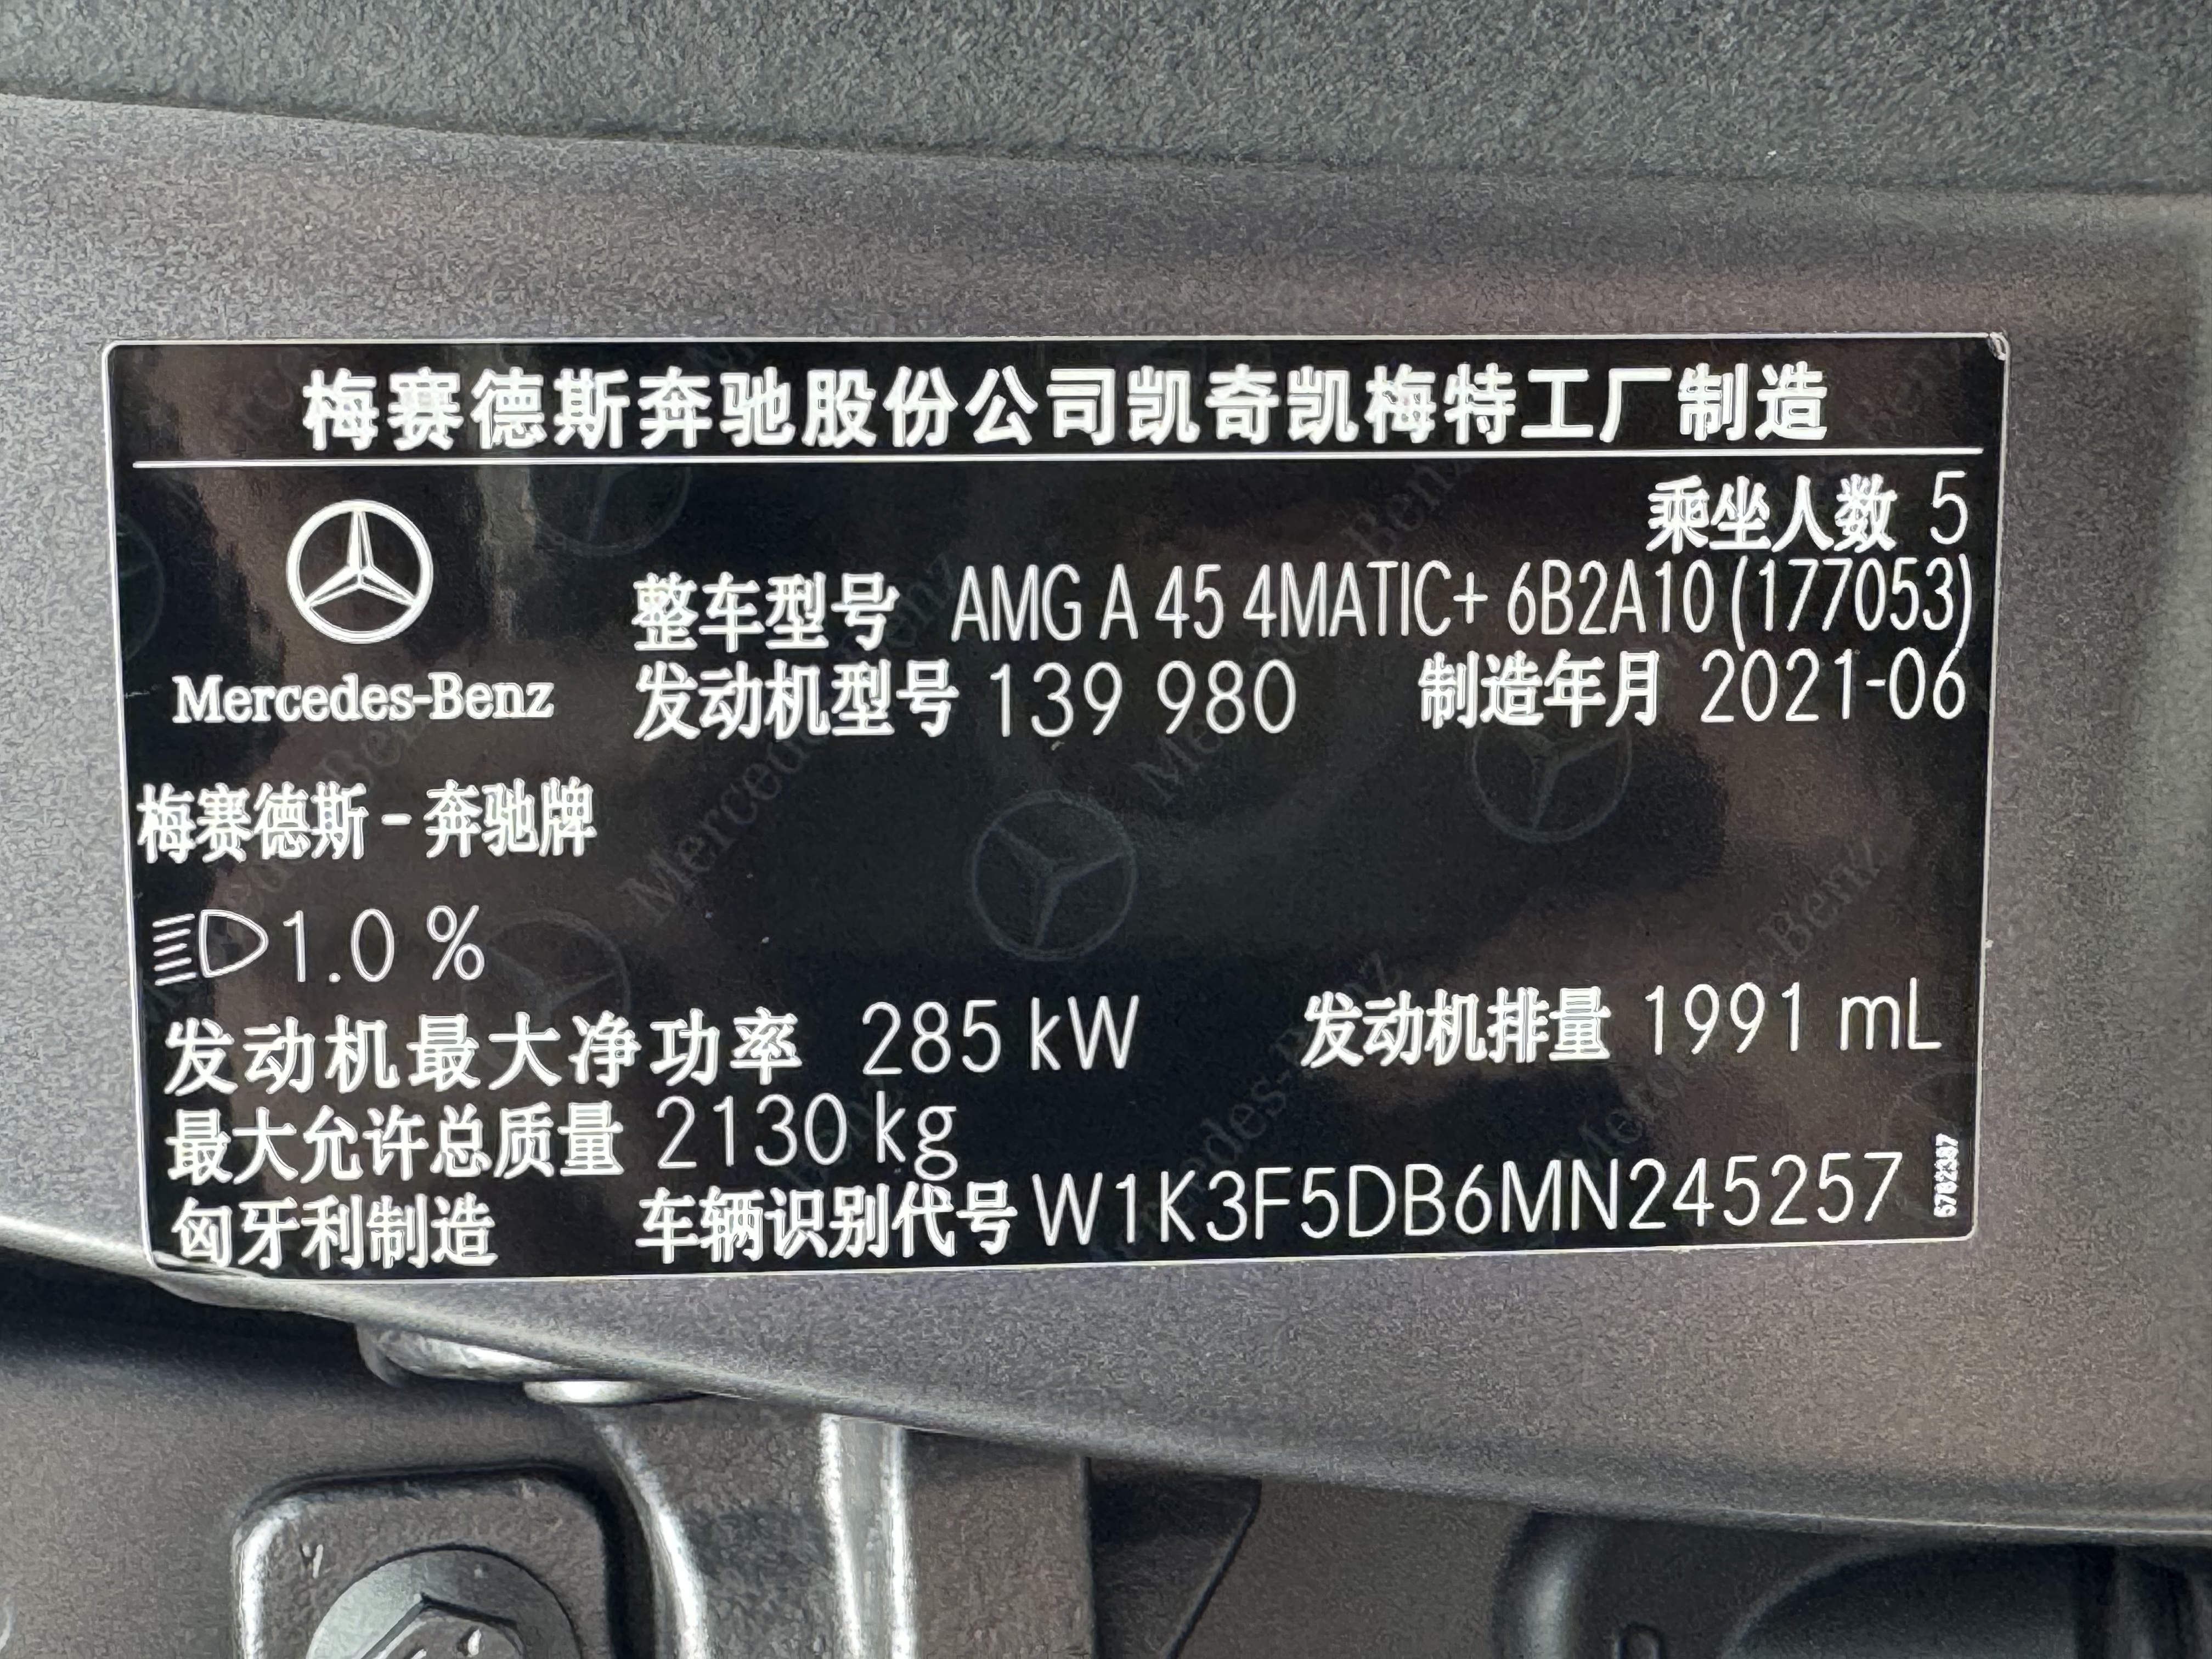 梅赛德斯奔驰股份公司凯奇凯梅特工厂制造
乘坐人数 5
整车型号 AMG A 45 4MATIC+ 6B2A10 (177053)
Mercedes-Benz
发动机型号 139 980 制造年月 2021-06
梅赛德斯-奔驰牌
1.0 %
发动机最大净功率 285 kW 发动机排量 1991 mL
最大允许总质量 2130 kg
匈牙利制造 车辆识别代号 W1K3F5DB6MN245257